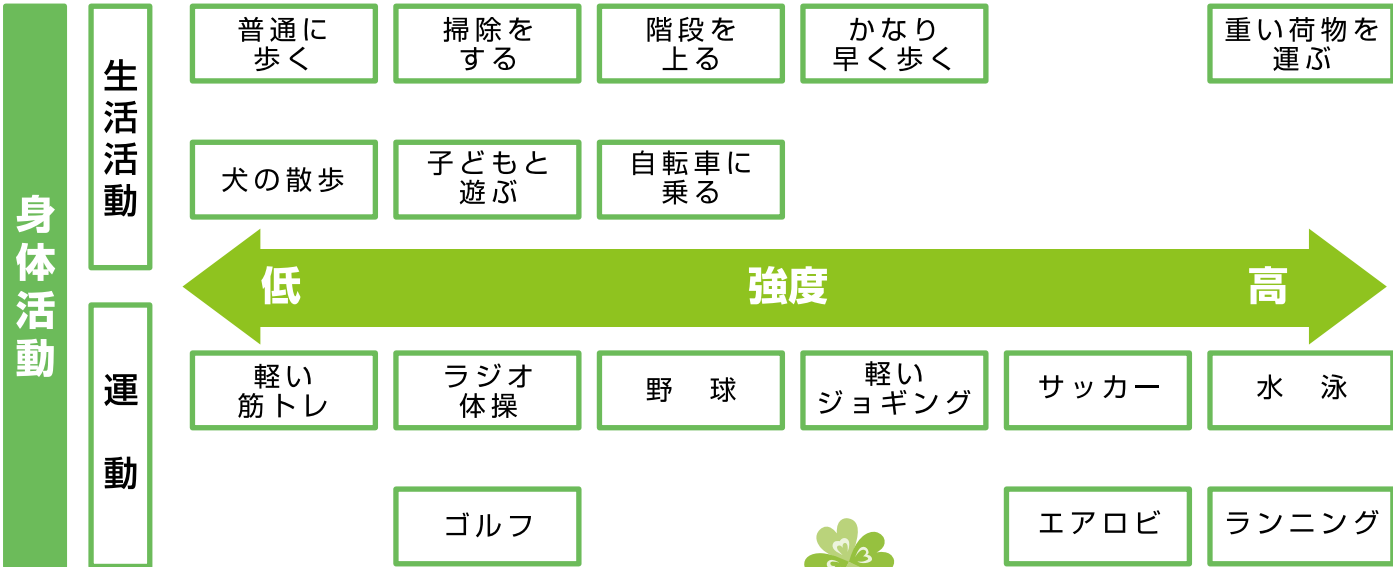 身体活動
生活活動
普通に
歩く
掃除を
する
階段を
上る
かなり
早く歩く
重い荷物を
運ぶ
犬の散歩
子どもと
遊ぶ
自転車に
乗る
低 強度 高
運 動
軽い
筋トレ
ラジオ
体操
野 球
軽い
ジョギング
サッカー
水 泳
ゴルフ
エアロビ
ランニング